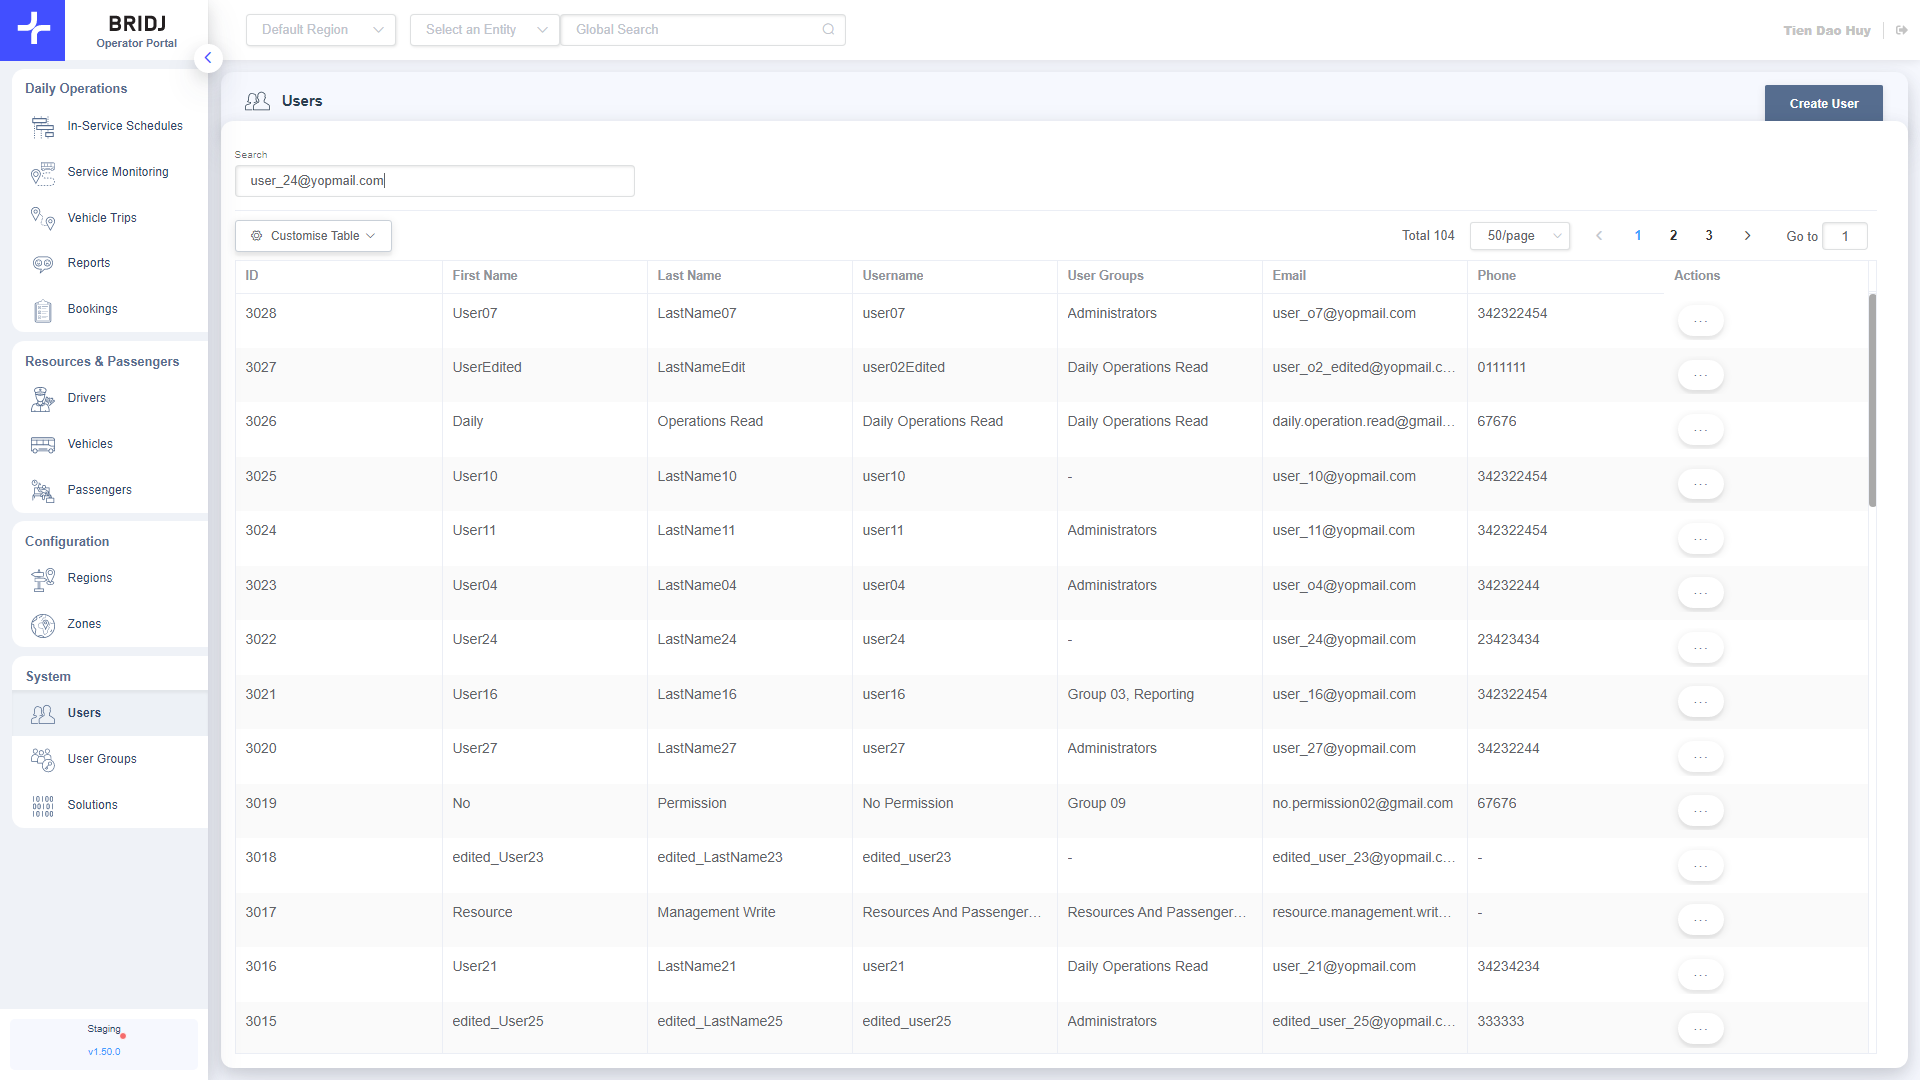 BRIDJ
Operator Portal
Default Region
Select an Entity
Global Search
Tien Dao Huy
Daily Operations
In-Service Schedules
Service Monitoring
Vehicle Trips
Reports
Bookings
Resources & Passengers
Drivers
Vehicles
Passengers
Configuration
Regions
Zones
System
Users
User Groups
Solutions
Staging
v1.50.0
Users
Create User
Search
user_24@yopmail.com
Customise Table
Total 104 50/page 1 2 3 Go to 1
ID First Name Last Name Username User Groups Email Phone Actions
3028 User07 LastName07 user07 Administrators user_o7@yopmail.com 342322454 ...
3027 UserEdited LastNameEdit user02Edited Daily Operations Read user_o2_edited@yopmail.c... 0111111 ...
3026 Daily Operations Read Daily Operations Read Daily Operations Read daily.operation.read@gmail... 67676 ...
3025 User10 LastName10 user10 - user_10@yopmail.com 342322454 ...
3024 User11 LastName11 user11 Administrators user_11@yopmail.com 342322454 ...
3023 User04 LastName04 user04 Administrators user_o4@yopmail.com 34232244 ...
3022 User24 LastName24 user24 - user_24@yopmail.com 23423434 ...
3021 User16 LastName16 user16 Group 03, Reporting user_16@yopmail.com 342322454 ...
3020 User27 LastName27 user27 Administrators user_27@yopmail.com 34232244 ...
3019 No Permission No Permission Group 09 no.permission02@gmail.com 67676 ...
3018 edited_User23 edited_LastName23 edited_user23 - edited_user_23@yopmail.c... - ...
3017 Resource Management Write Resources And Passenger... Resources And Passenger... resource.management.writ... - ...
3016 User21 LastName21 user21 Daily Operations Read user_21@yopmail.com 34234234 ...
3015 edited_User25 edited_LastName25 edited_user25 Administrators edited_user_25@yopmail.c... 333333 ...